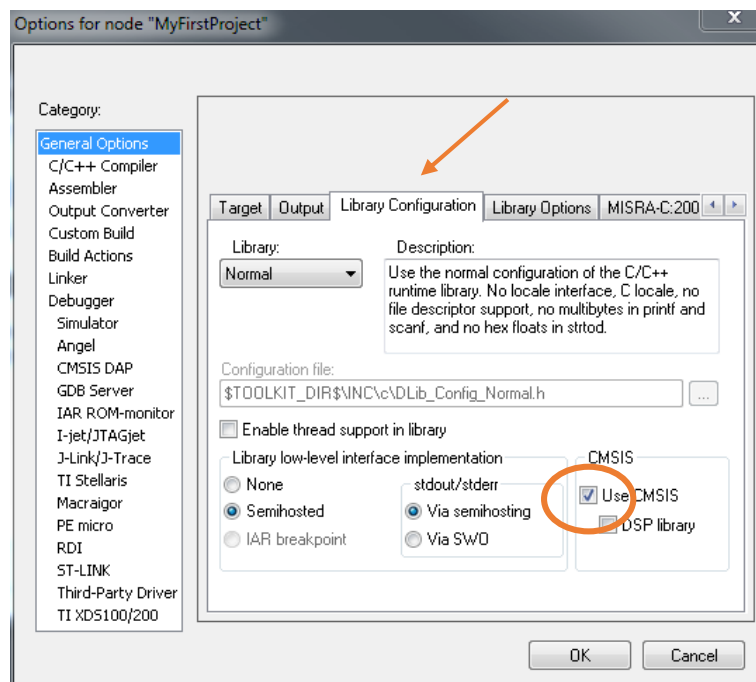 Options for node "MyFirstProject"
x
Category:
General Options
C/C++ Compiler
Assembler
Output Converter
Custom Build
Build Actions
Linker
Debugger
Simulator
Angel
CMSIS DAP
GDB Server
IAR ROM-monitor
I-jet/JTAGjet
J-Link/J-Trace
TI Stellaris
Macraigor
PE micro
RDI
ST-LINK
Third-Party Driver
TI XDS100/200
Target Output Library Configuration Library Options MISRA-C:200
Library:
Normal
Description:
Use the normal configuration of the C/C++
runtime library. No locale interface, C locale, no
file descriptor support, no multibytes in printf and
scanf, and no hex floats in strtod.
Configuration file:
$TOOLKIT_DIR$\INC\c\DLib_Config_Normal.h
...
Enable thread support in library
Library low-level interface implementation
None
Semihosted
IAR breakpoint
stdout/stderr
Via semihosting
Via SWO
CMSIS
Use CMSIS
DSP library
OK Cancel